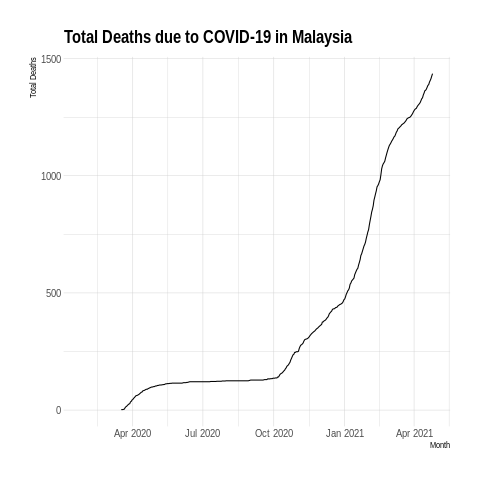 Total Deaths due to COVID-19 in Malaysia
Total Deaths
1500
1000
500
0
Apr 2020 Jul 2020 Oct 2020 Jan 2021 Apr 2021
Month